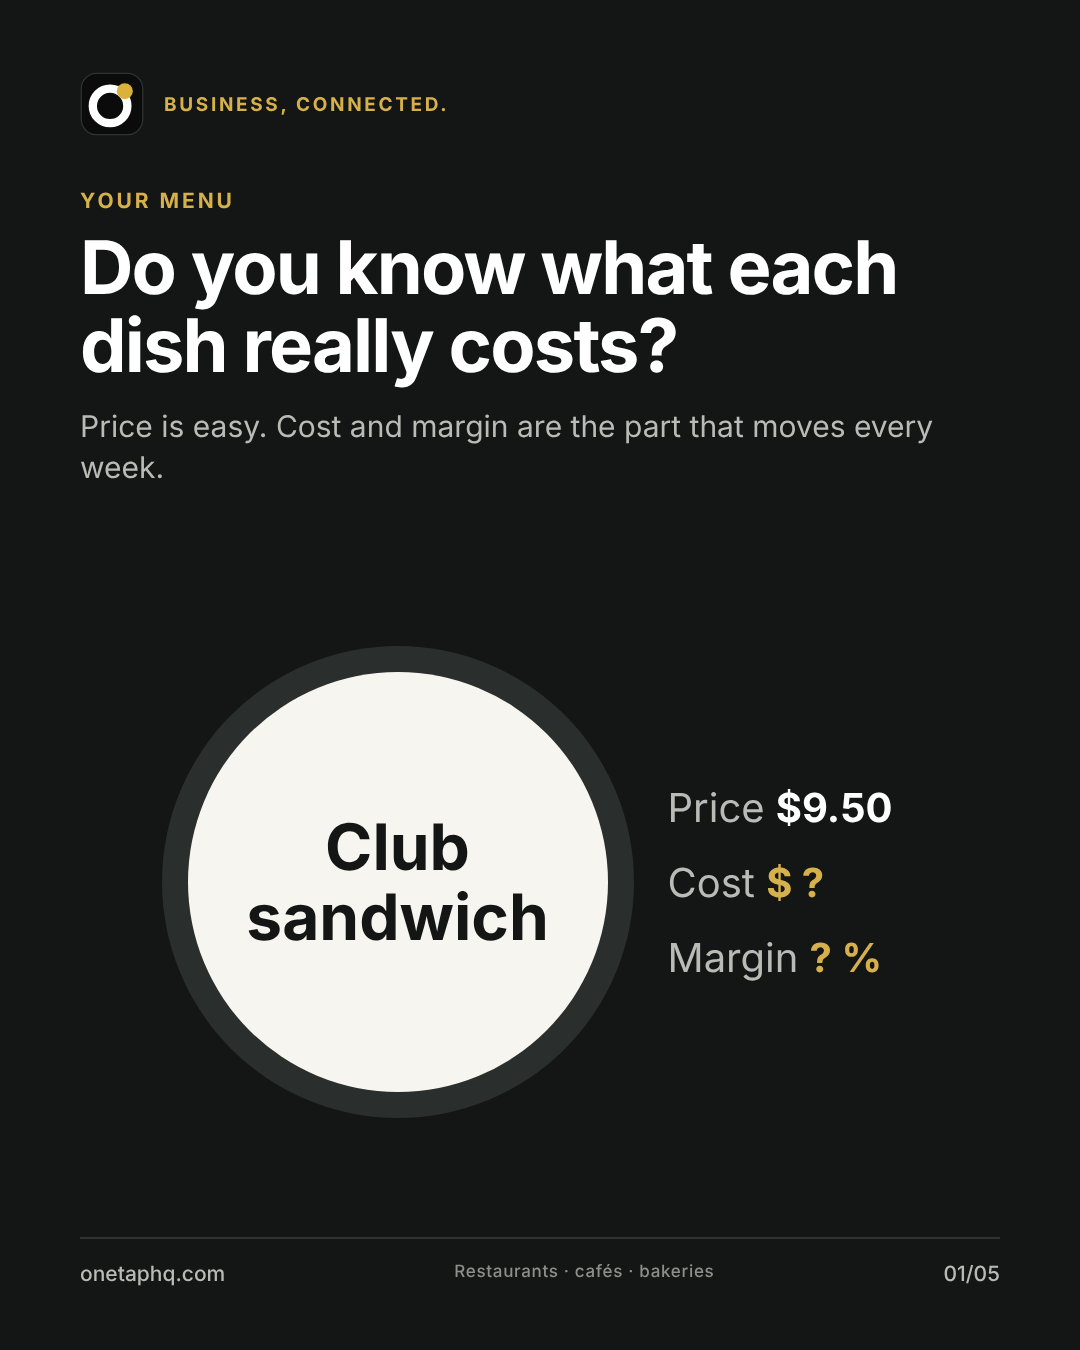 BUSINESS, CONNECTED.
YOUR MENU
Do you know what each
dish really costs?
Price is easy. Cost and margin are the part that moves every
week.
Club
sandwich
Price $9.50
Cost $ ?
Margin ? %
onetaphq.com
Restaurants · cafés · bakeries
01/05